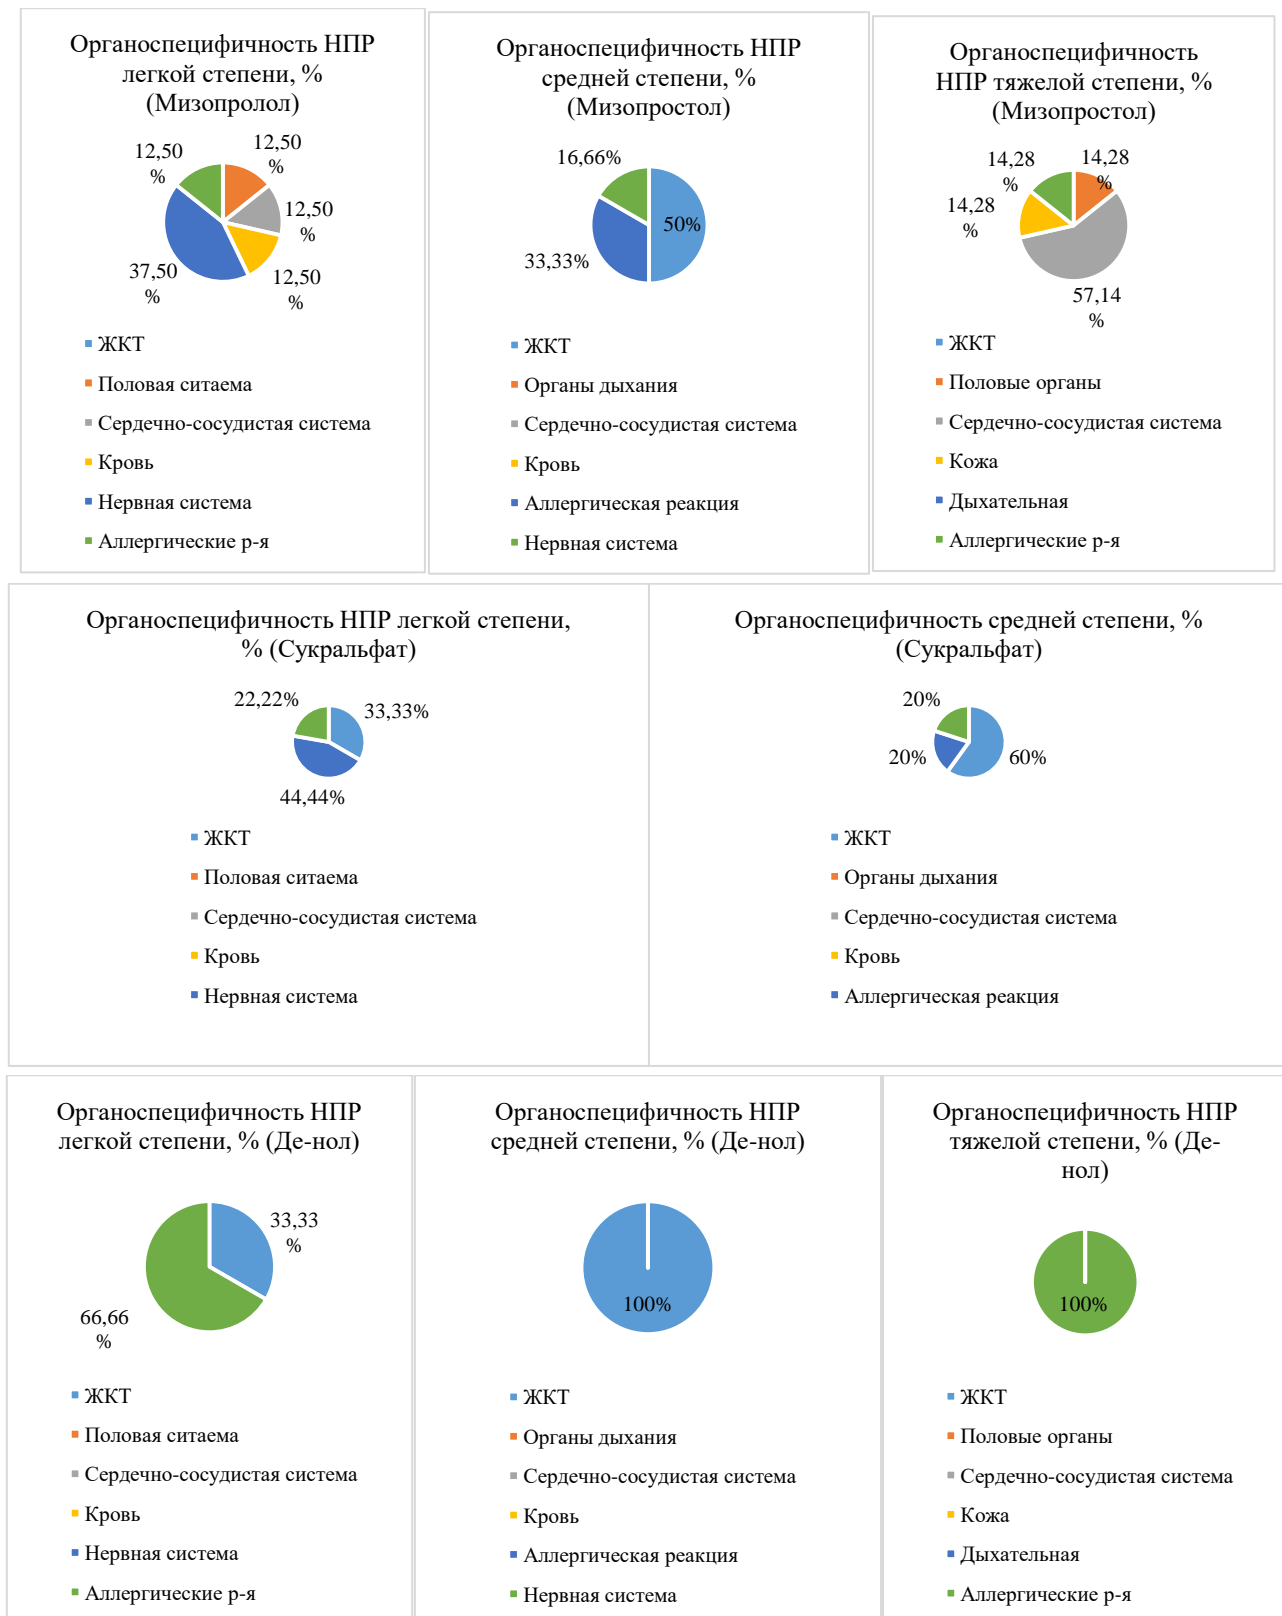 Органоспецифичность НПР
легкой степени, %
(Мизопролол)
12,50
%
12,50
%
12,50
%
37,50
%
12,50
%
ЖКТ
Половая ситаема
Сердечно-сосудистая система
Кровь
Нервная система
Аллергические р-я
Органоспецифичность НПР
средней степени, %
(Мизопростол)
16,66%
50%
33,33%
ЖКТ
Органы дыхания
Сердечно-сосудистая система
Кровь
Аллергическая реакция
Нервная система
Органоспецифичность
НПР тяжелой степени, %
(Мизопростол)
14,28
%
14,28
%
14,28
%
57,14
%
ЖКТ
Половые органы
Сердечно-сосудистая система
Кожа
Дыхательная
Аллергические р-я
Органоспецифичность НПР легкой степени,
% (Сукральфат)
22,22%
33,33%
44,44%
ЖКТ
Половая ситаема
Сердечно-сосудистая система
Кровь
Нервная система
Органоспецифичность средней степени, %
(Сукральфат)
20%
20%
60%
ЖКТ
Органы дыхания
Сердечно-сосудистая система
Кровь
Аллергическая реакция
Органоспецифичность НПР
легкой степени, % (Де-нол)
33,33
%
66,66
%
ЖКТ
Половая ситаема
Сердечно-сосудистая система
Кровь
Нервная система
Аллергические р-я
Органоспецифичность НПР
средней степени, % (Де-нол)
100%
ЖКТ
Органы дыхания
Сердечно-сосудистая система
Кровь
Аллергическая реакция
Нервная система
Органоспецифичность НПР
тяжелой степени, % (Де-
нол)
100%
ЖКТ
Половые органы
Сердечно-сосудистая система
Кожа
Дыхательная
Аллергические р-я